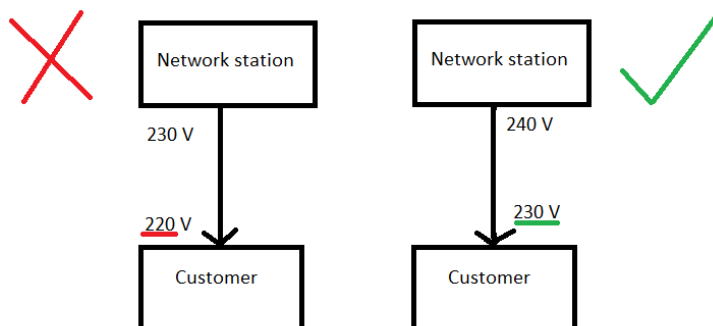 Network station
230 V
220 V
Customer
Network station
240 V
230 V
Customer